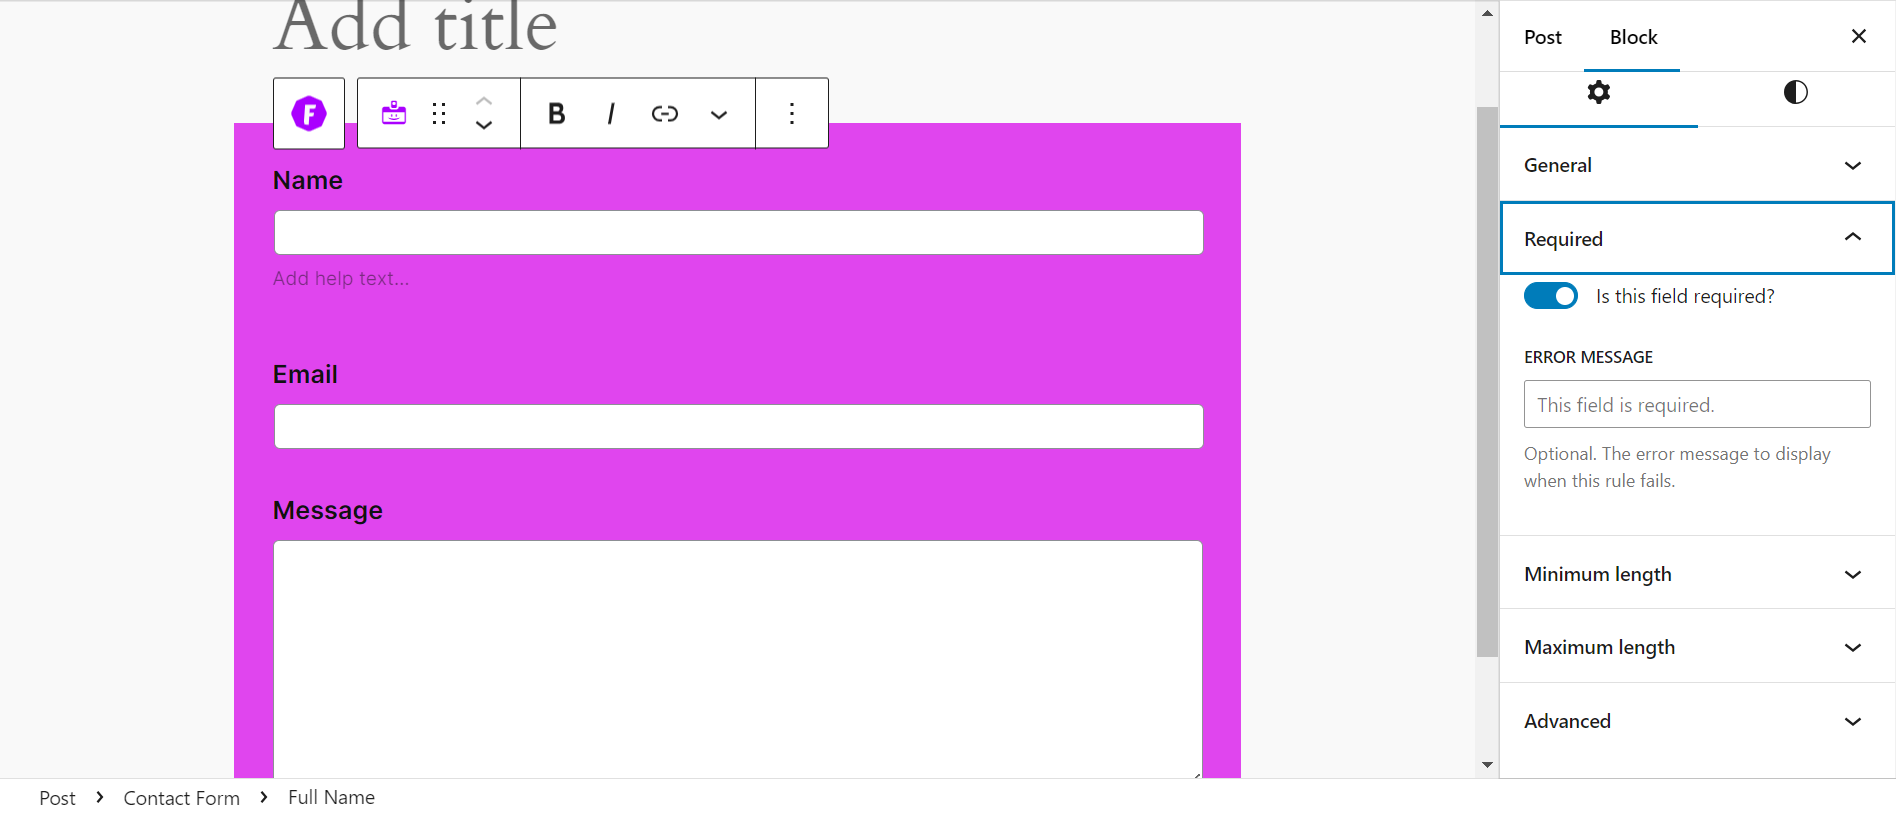 Add title
F
B I
Name
Add help text...
Email
Message
Post Block
General
Required
Is this field required?
ERROR MESSAGE
This field is required.
Optional. The error message to display
when this rule fails.
Minimum length
Maximum length
Advanced
Post > Contact Form > Full Name